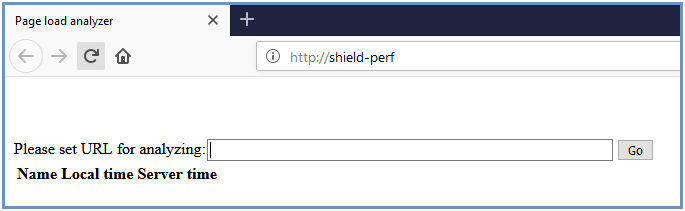 Page load analyzer
http://shield-perf
Please set URL for analyzing: Go
Name Local time Server time